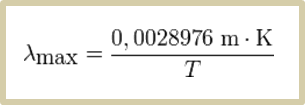 λmax = 0,0028976 m · K / T